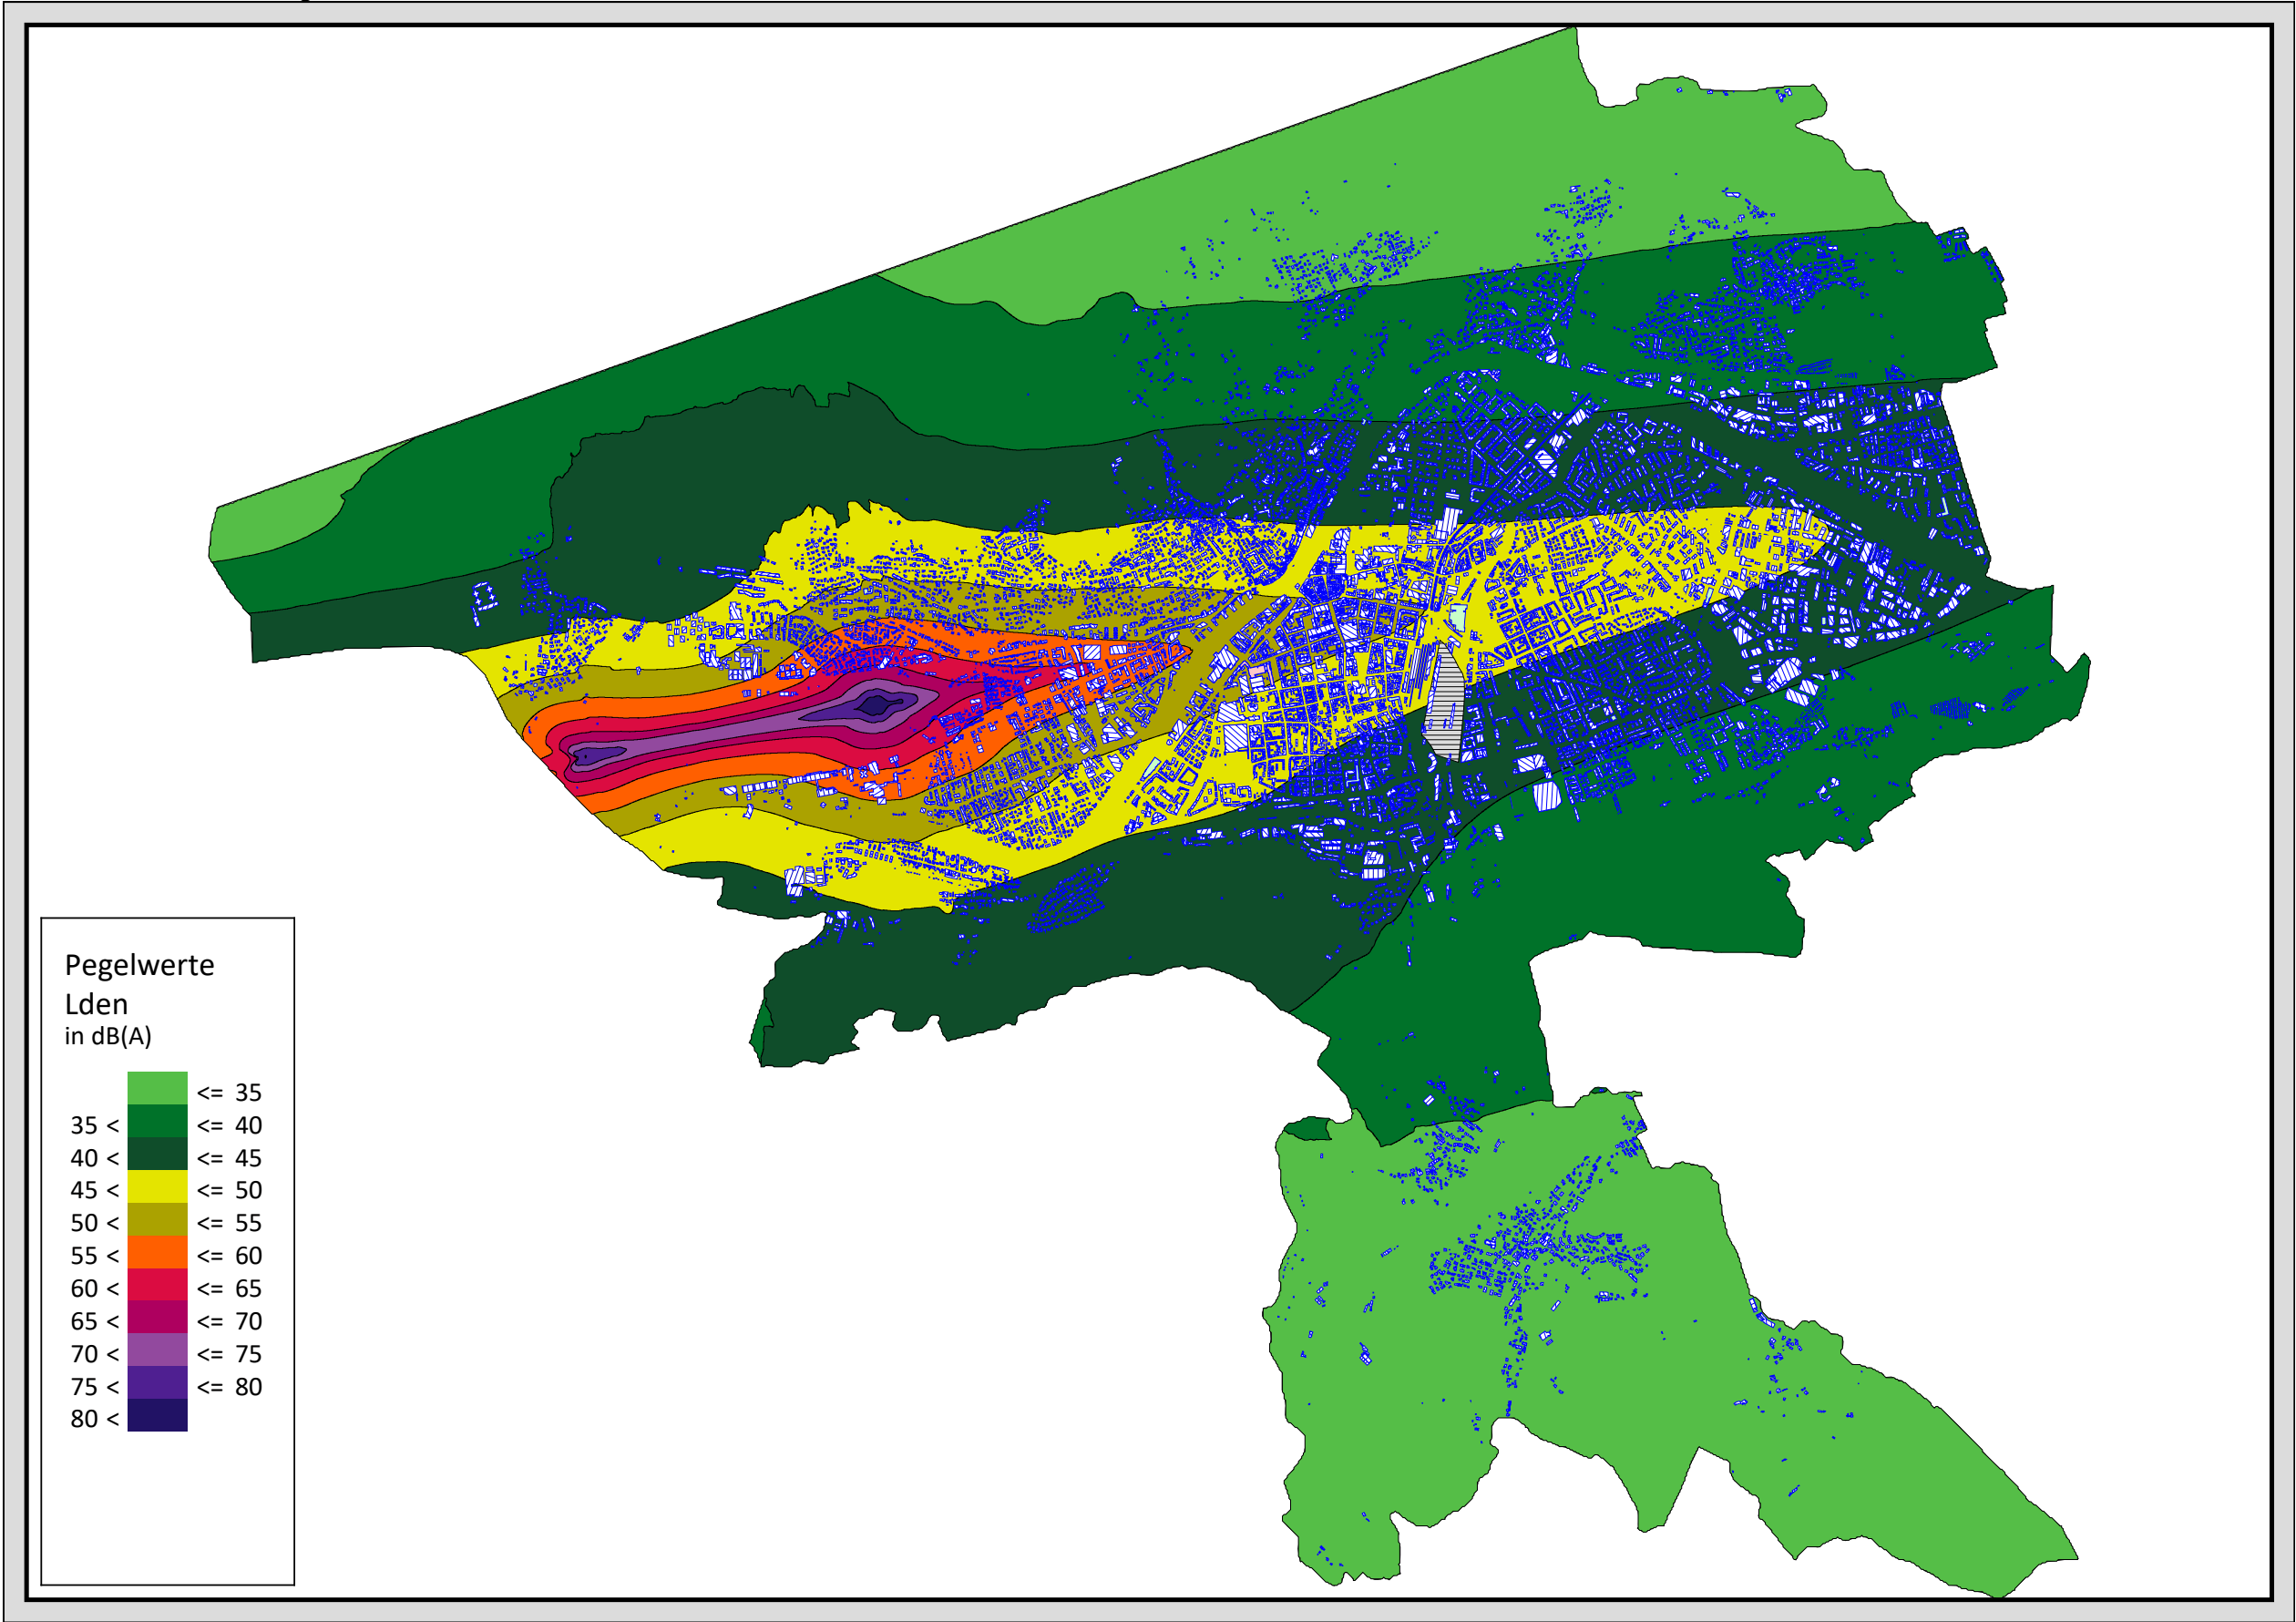 Pegelwerte
Lden
in dB(A)
<= 35
35 < <= 40
40 < <= 45
45 < <= 50
50 < <= 55
55 < <= 60
60 < <= 65
65 < <= 70
70 < <= 75
75 < <= 80
80 <